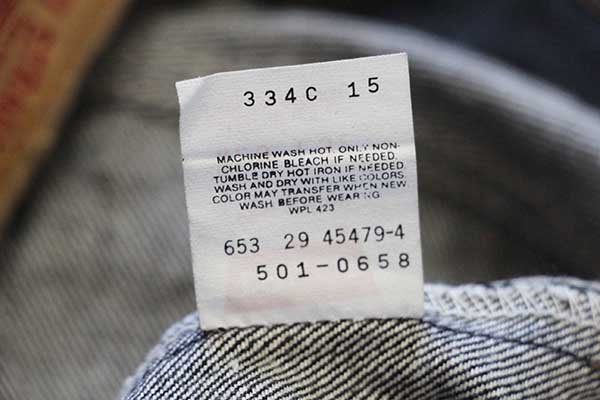 334C 15
MACHINE WASH HOT. ONLY NON-
CHLORINE BLEACH IF NEEDED.
TUMBLE DRY HOT IRON IF NEEDED
WASH AND DRY WITH LIKE COLORS
COLOR MAY TRANSFER WHEN NEW
WASH BEFORE WEARING
WPL 423
653 29 45479-4
501-0658